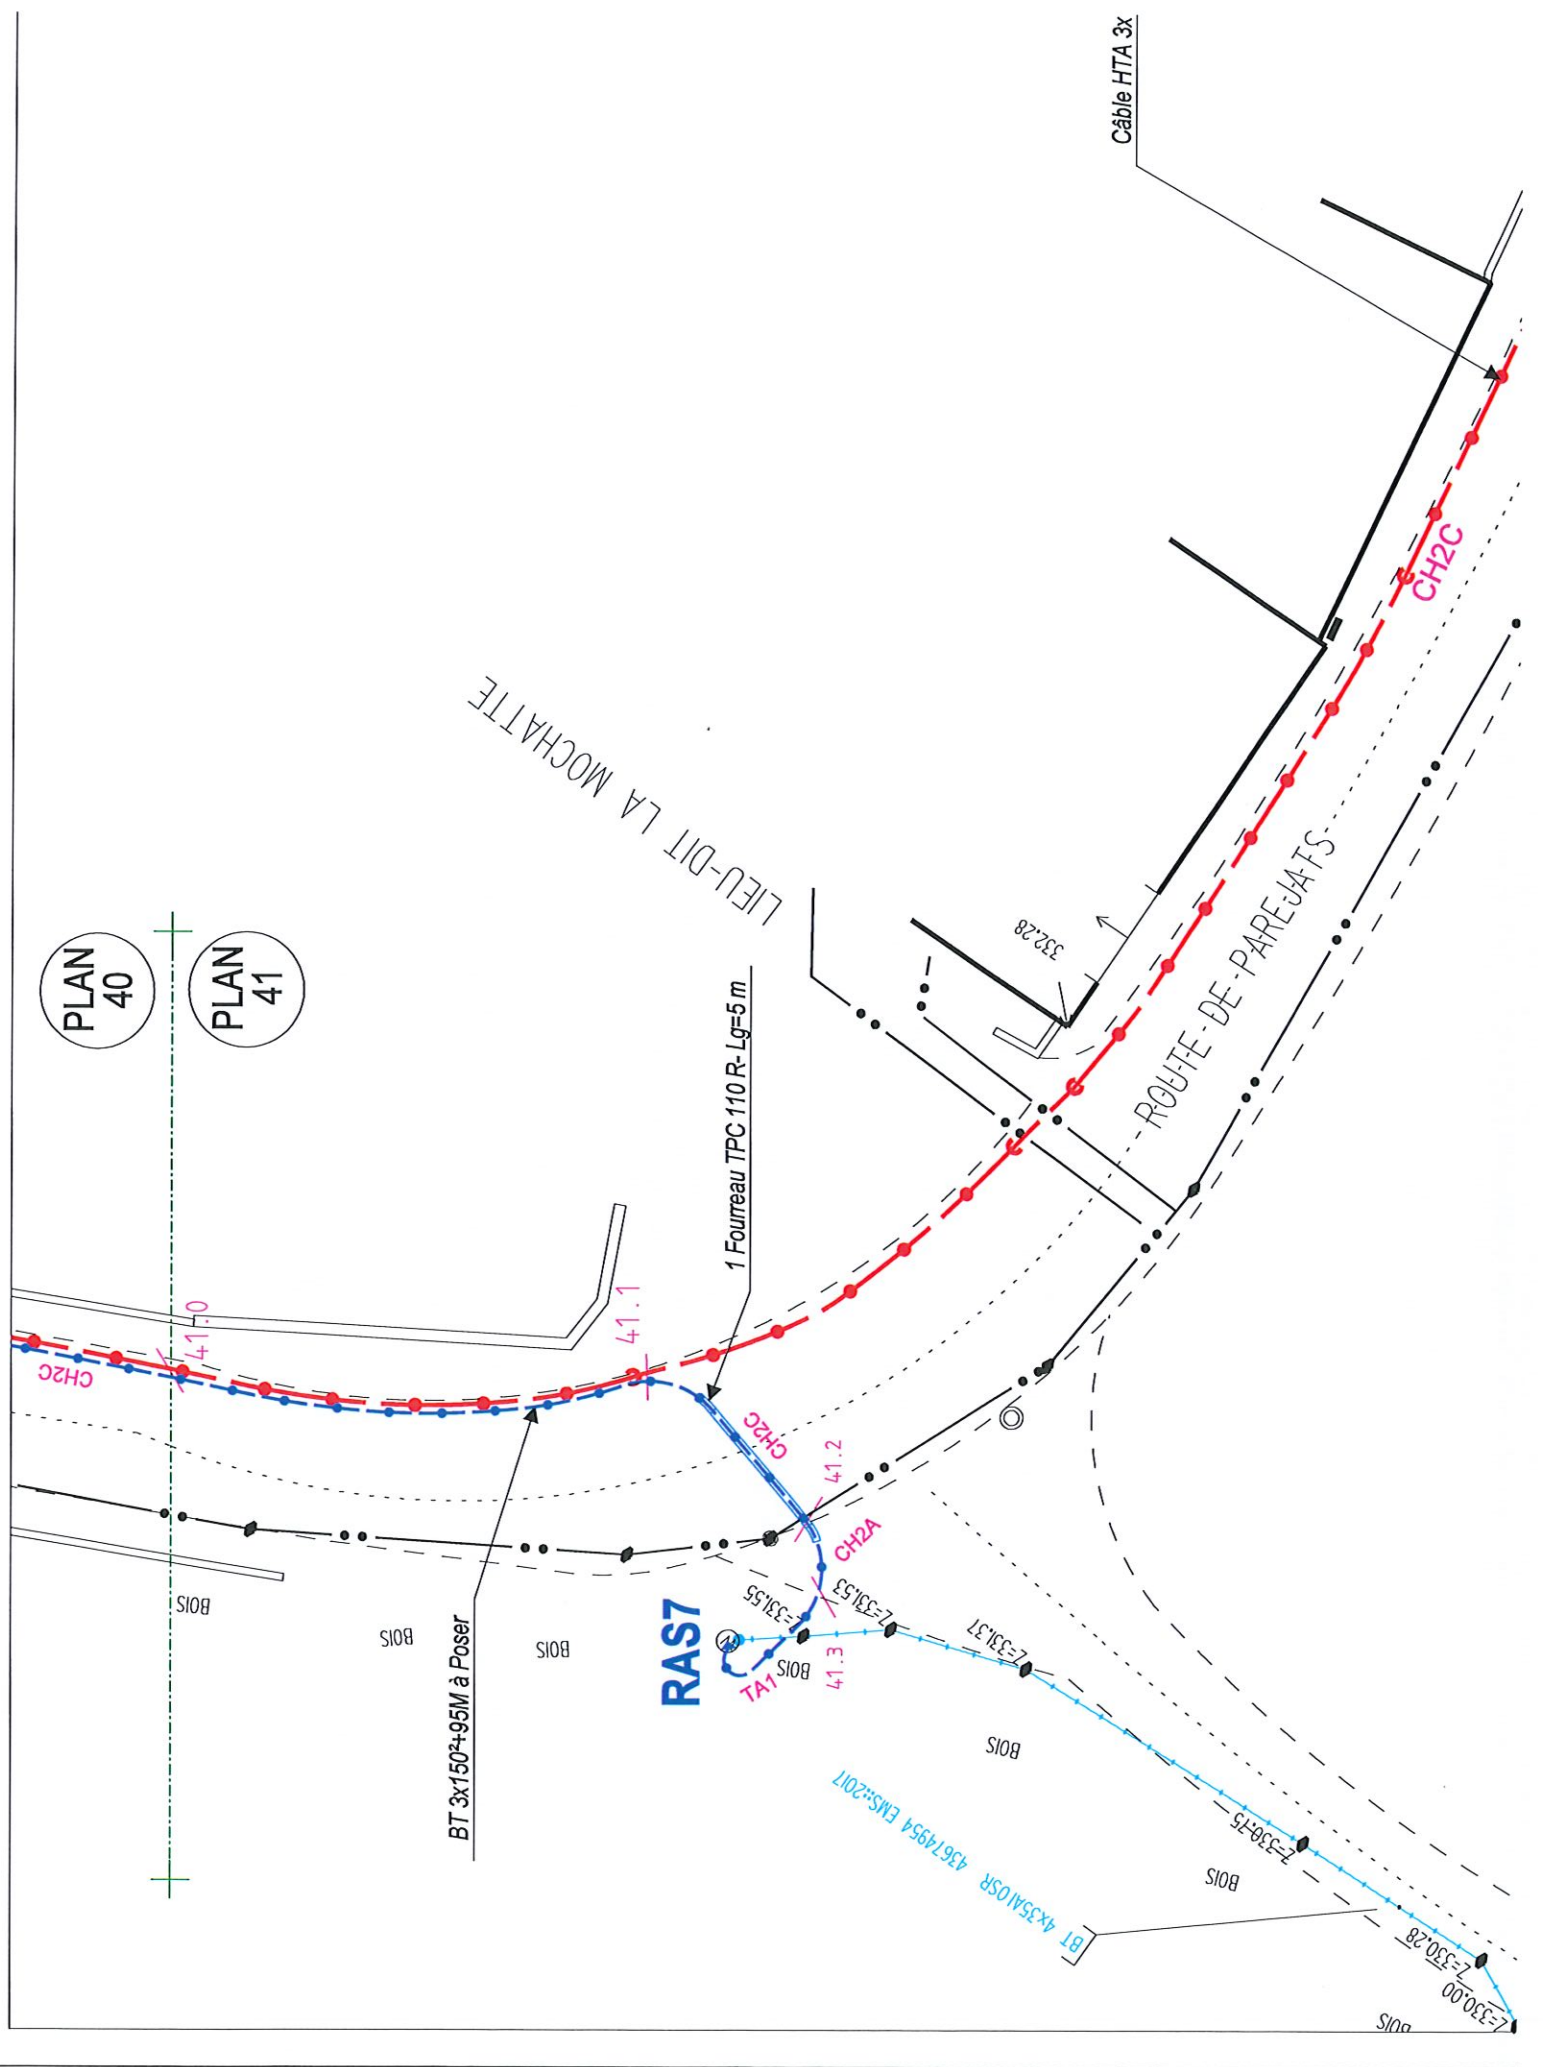 Câble HTA 3x
PLAN
40
PLAN
41
LIEU-DIT LA MOCHATTE
332.28
ROUTE-DE-PAREJATS
CH2C
1 Fourreau TPC 110 R- Lg=5 m
41.0
41.1
CH2C
CH2C
41.2
CH2A
41.3
TA1
RAS7
BT 3x150²+95M à Poser
BOIS
BOIS
BOIS
BOIS
BOIS
BOIS
BOIS
Z=331.55
Z=331.53
Z=331.37
Z=330.75
Z=330.28
Z=330.00
BT 4x35Al0SR 43674954 EMS::2017